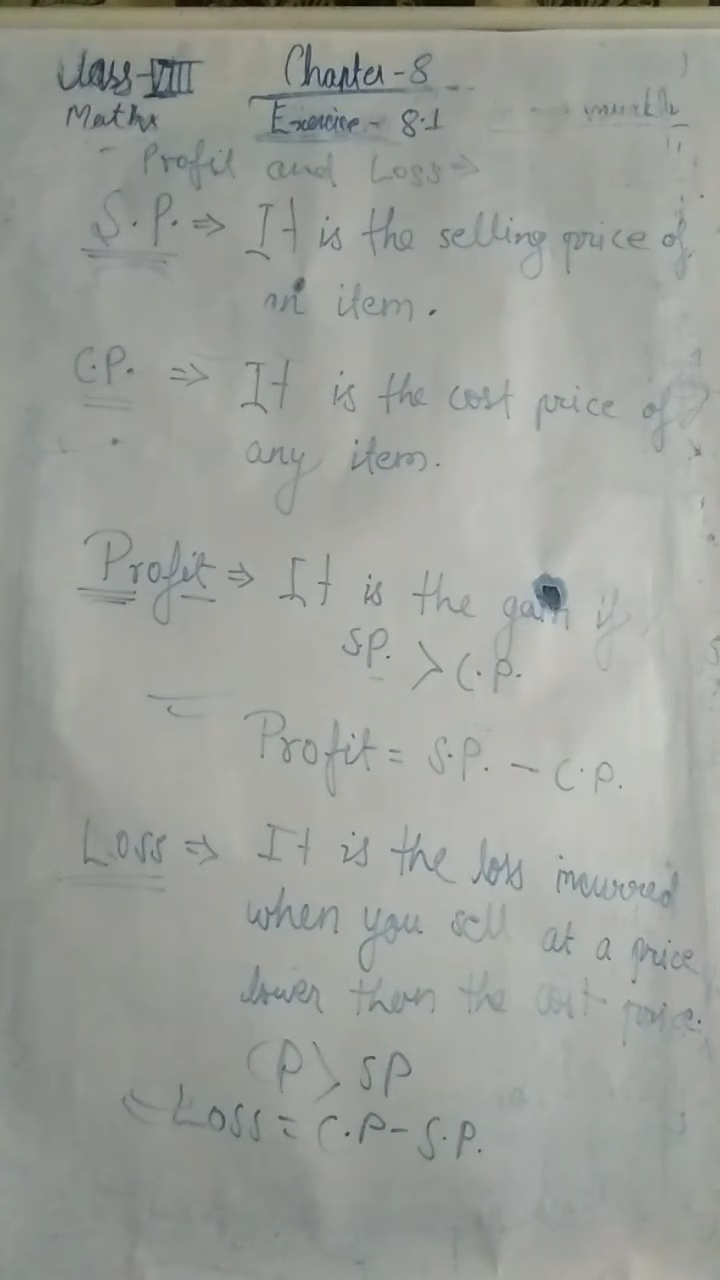 Class-VIII Chapter-8
Maths Exercise - 8.1
Profit and Loss ⇒
S.P. ⇒ It is the selling price of
an item.
C.P. ⇒ It is the cost price of
any item.
Profit ⇒ It is the gain if
S.P. > C.P.
Profit = S.P. - C.P.
Loss ⇒ It is the loss incurred
when you sell at a price
lower than the cost price.
CP > SP
Loss = C.P - S.P.